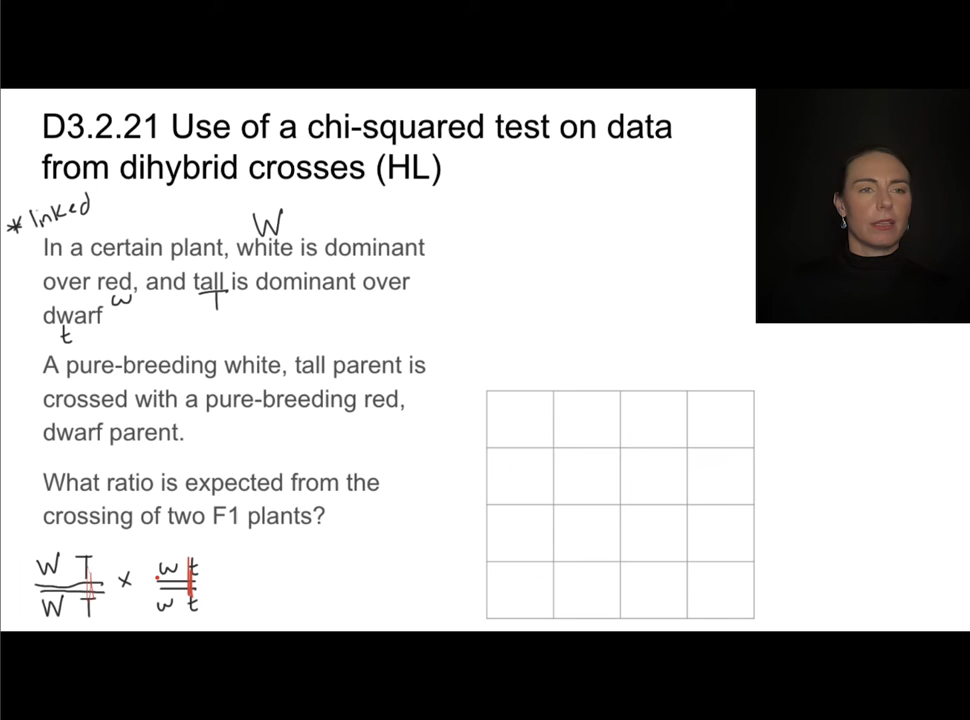 D3.2.21 Use of a chi-squared test on data
from dihybrid crosses (HL)
* linked
W
In a certain plant, white is dominant
over red, and tall is dominant over
w T
dwarf
t
A pure-breeding white, tall parent is
crossed with a pure-breeding red,
dwarf parent.
What ratio is expected from the
crossing of two F1 plants?
W T x w t
W T w t